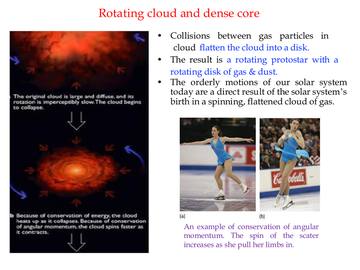 Rotating cloud and dense core
• Collisions between gas particles in
cloud flatten the cloud into a disk.
• The result is a rotating protostar with a
rotating disk of gas & dust.
• The orderly motions of our solar system
today are a direct result of the solar system's
birth in a spinning, flattened cloud of gas.
a The original cloud is large and diffuse, and its
rotation is imperceptibly slow. The cloud begins
to collapse.
b Because of conservation of energy, the cloud
heats up as it collapses. Because of conservation
of angular momentum, the cloud spins faster as
it contracts.
(a)
(b)
An example of conservation of angular
momentum. The spin of the scater
increases as she pull her limbs in.